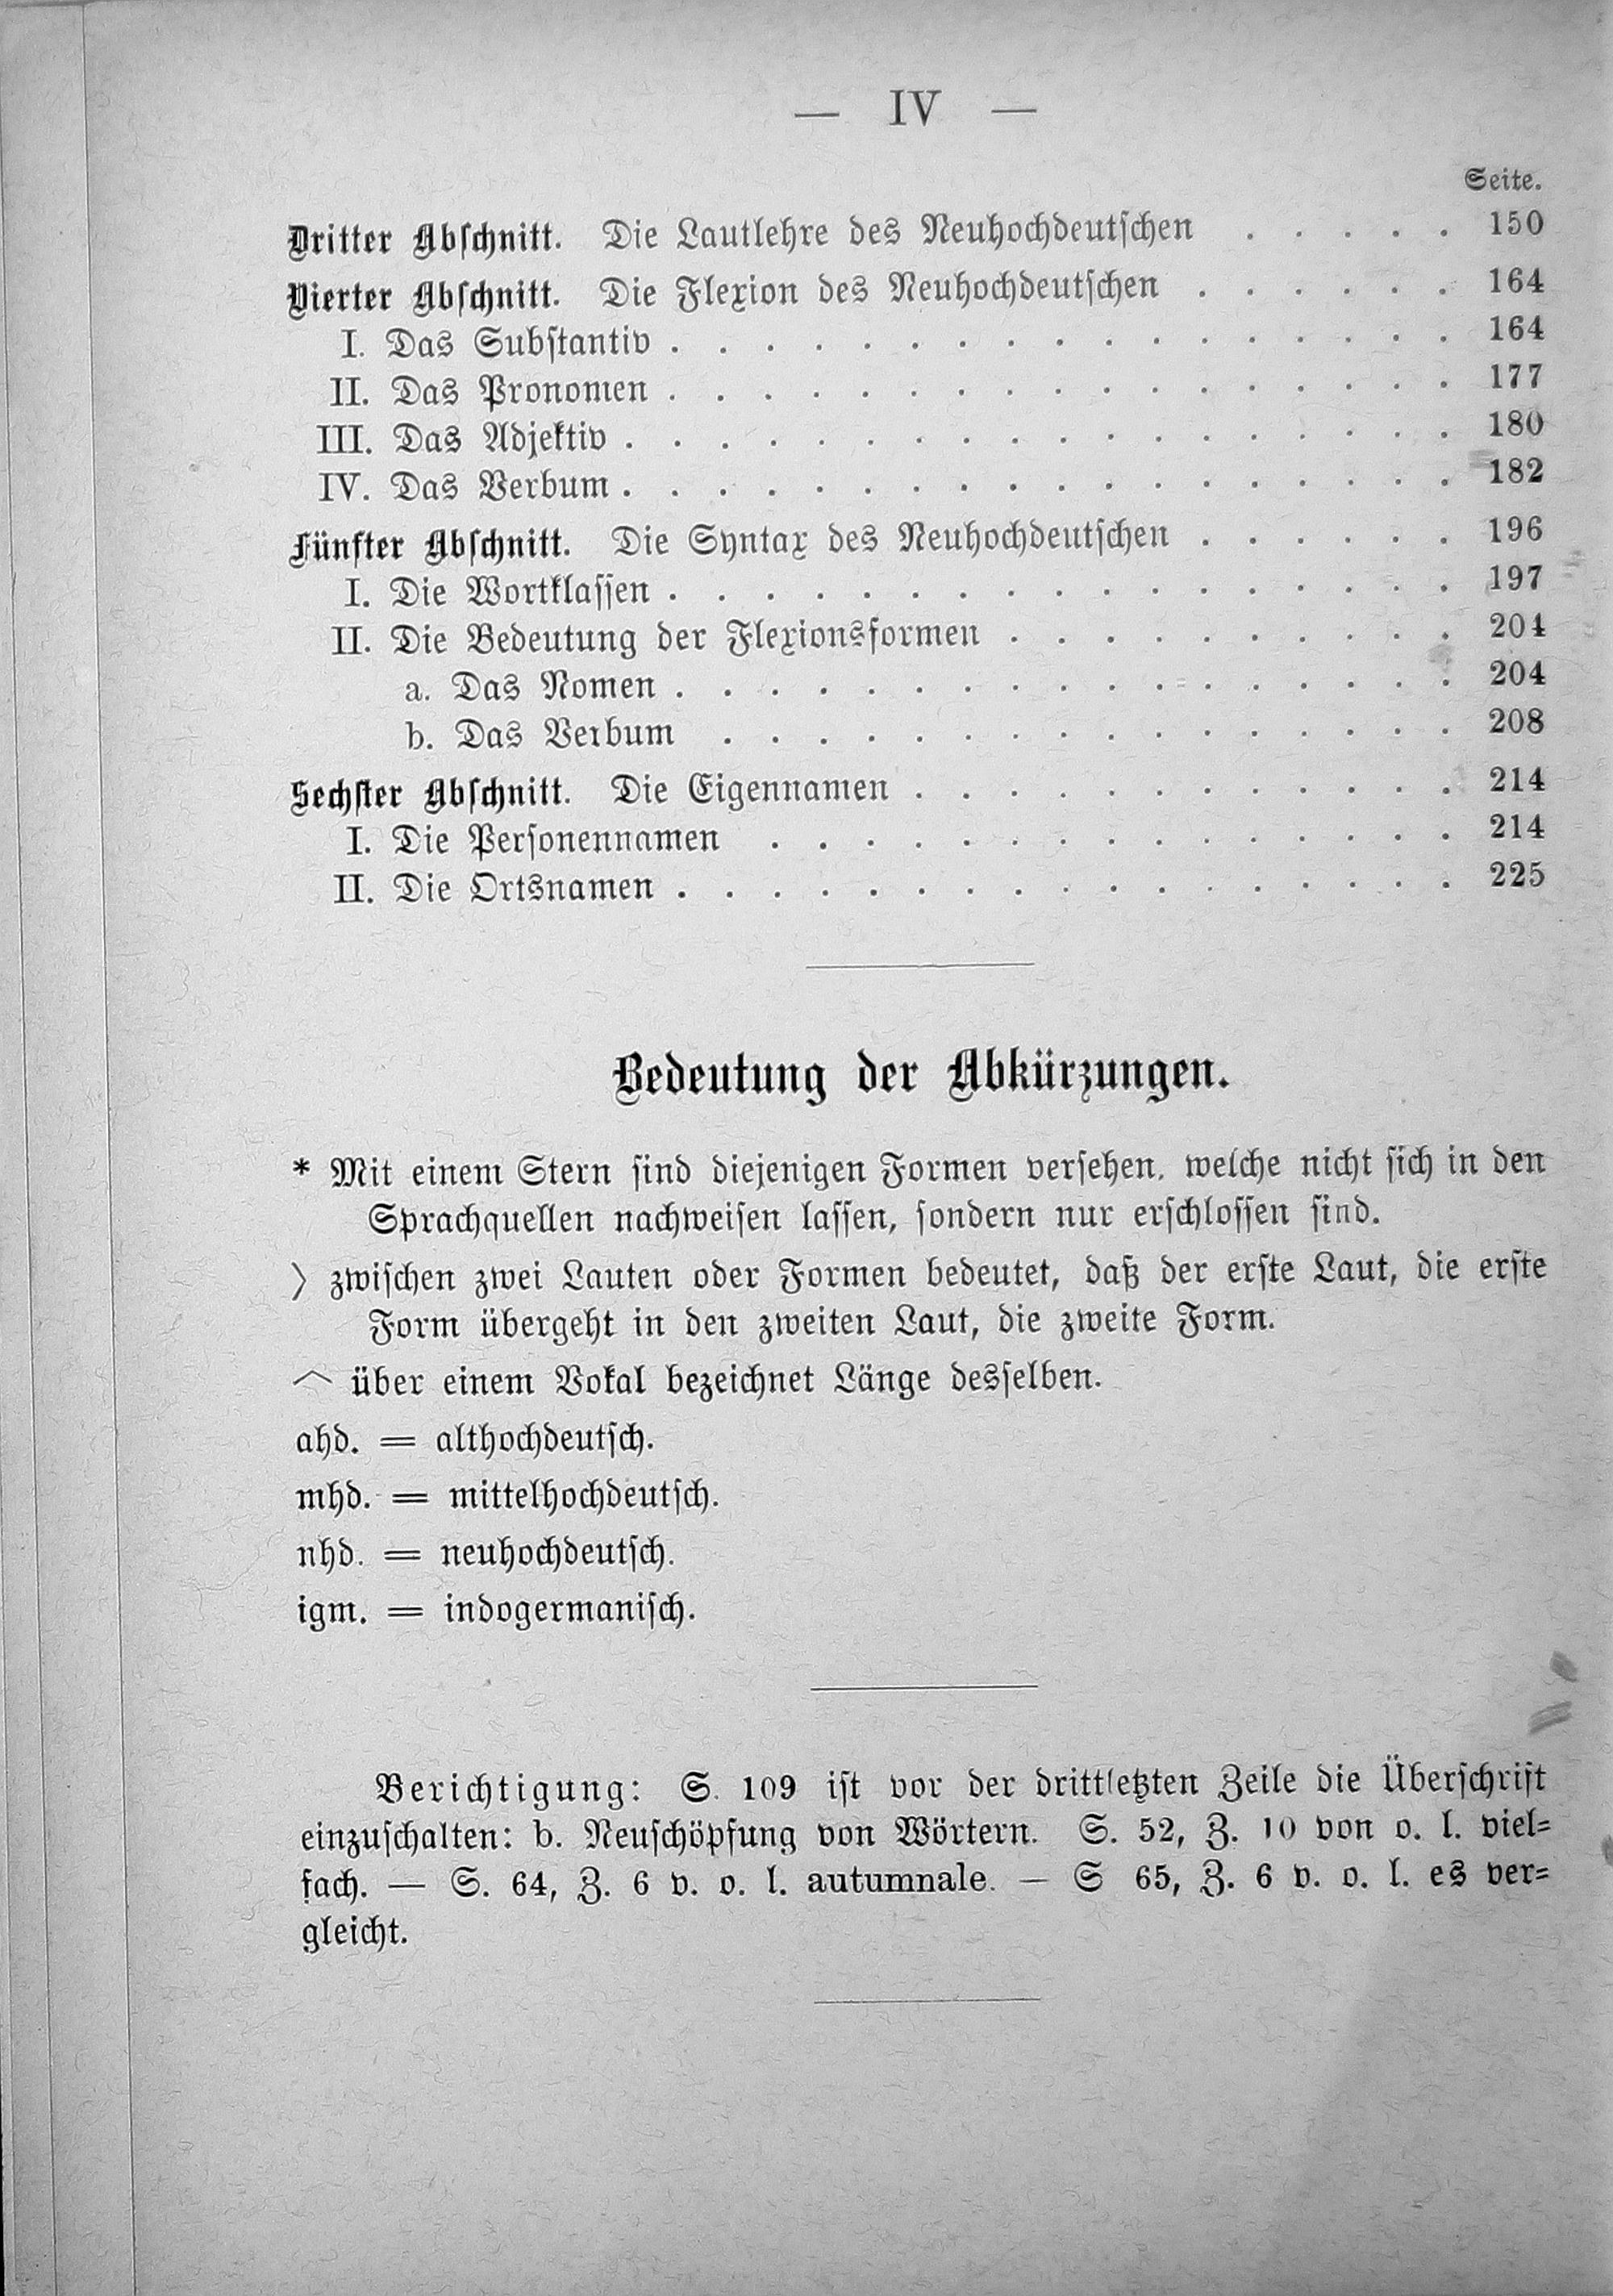 — IV —
Seite.
Dritter Abschnitt. Die Lautlehre des Neuhochdeutschen . . . . . 150
Vierter Abschnitt. Die Flexion des Neuhochdeutschen . . . . . . 164
I. Das Substantiv . . . . . . . . . . . . . . . . . 164
II. Das Pronomen . . . . . . . . . . . . . . . . . 177
III. Das Adjektiv . . . . . . . . . . . . . . . . . . 180
IV. Das Verbum . . . . . . . . . . . . . . . . . . 182
Fünfter Abschnitt. Die Syntax des Neuhochdeutschen . . . . . . 196
I. Die Wortklassen . . . . . . . . . . . . . . . . . 197
II. Die Bedeutung der Flexionsformen . . . . . . . . . . 204
a. Das Nomen . . . . . . . . . . . . . . . . . 204
b. Das Verbum . . . . . . . . . . . . . . . . 208
Sechster Abschnitt. Die Eigennamen . . . . . . . . . . . . 214
I. Die Personennamen . . . . . . . . . . . . . . . 214
II. Die Ortsnamen . . . . . . . . . . . . . . . . . 225
Bedeutung der Abkürzungen.
* Mit einem Stern sind diejenigen Formen versehen, welche nicht sich in den
Sprachquellen nachweisen lassen, sondern nur erschlossen sind.
〉 zwischen zwei Lauten oder Formen bedeutet, daß der erste Laut, die erste
Form übergeht in den zweiten Laut, die zweite Form.
^ über einem Vokal bezeichnet Länge desselben.
ahd. = althochdeutsch.
mhd. = mittelhochdeutsch.
nhd. = neuhochdeutsch.
igm. = indogermanisch.
Berichtigung: S. 109 ist vor der drittletzten Zeile die Überschrift
einzuschalten: b. Neuschöpfung von Wörtern. S. 52, Z. 10 von o. l. viel-
fach. — S. 64, Z. 6 v. o. l. autumnale. — S 65, Z. 6 v. o. l. es ver-
gleicht.